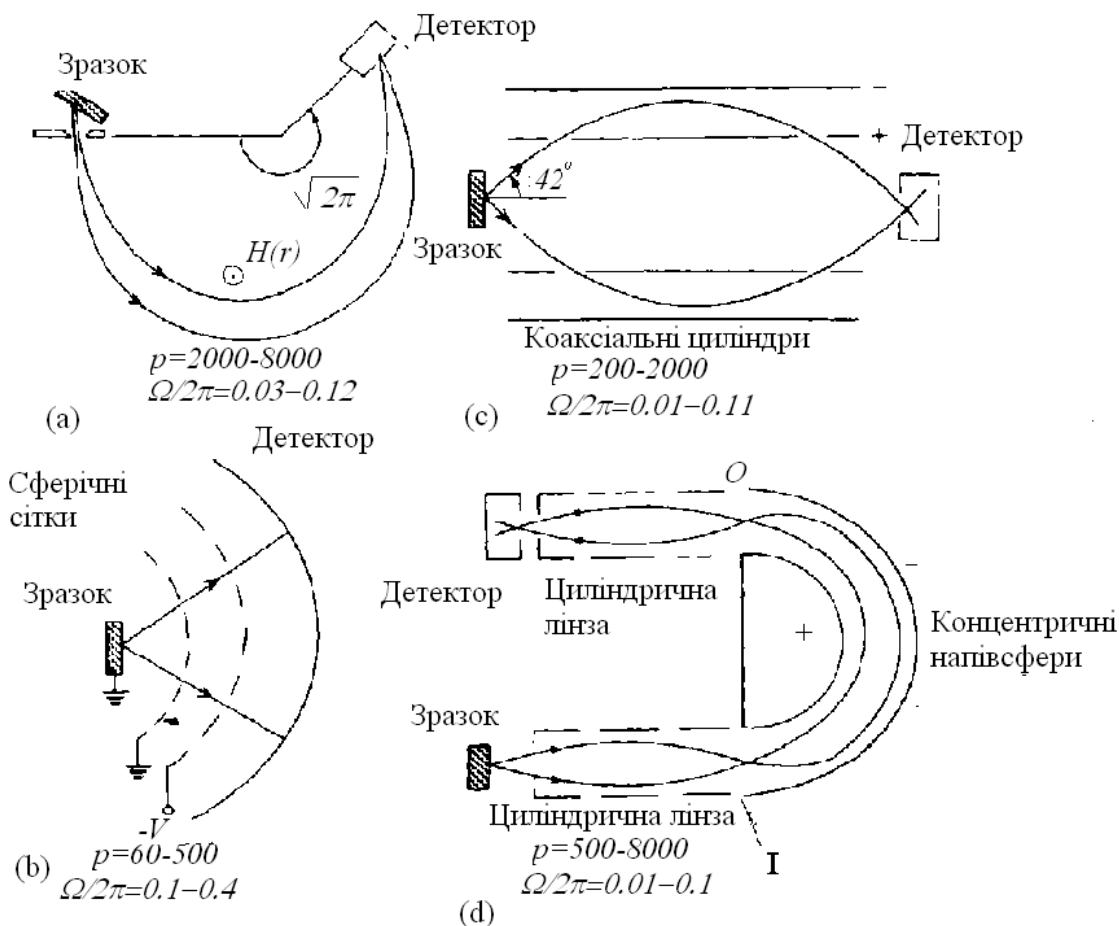 Детектор
Зразок
√2π
H(r)
p=2000-8000
Ω/2π=0.03–0.12
(a)
Детектор
42°
Зразок
Коаксіальні циліндри
p=200-2000
Ω/2π=0.01–0.11
(c)
Детектор
Сферічні
сітки
Зразок
-V
p=60-500
Ω/2π=0.1–0.4
(b)
O
Детектор
Циліндрична
лінза
Концентричні
напівсфери
Зразок
Циліндрична лінза
I
p=500-8000
Ω/2π=0.01–0.1
(d)